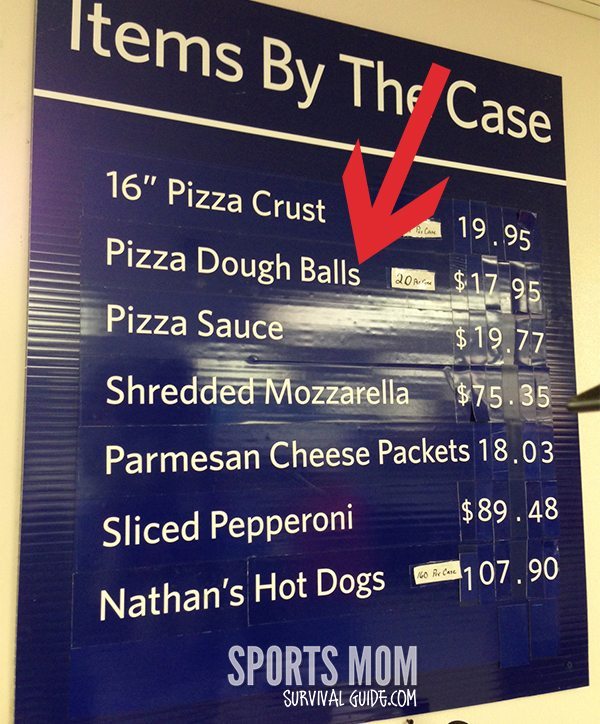 Items By The Case
16" Pizza Crust Per Case 19.95
Pizza Dough Balls 20 Per Case $17.95
Pizza Sauce $19.77
Shredded Mozzarella $75.35
Parmesan Cheese Packets 18.03
Sliced Pepperoni $89.48
Nathan's Hot Dogs 160 Per Case 107.90
SPORTS MOM
SURVIVAL GUIDE.COM